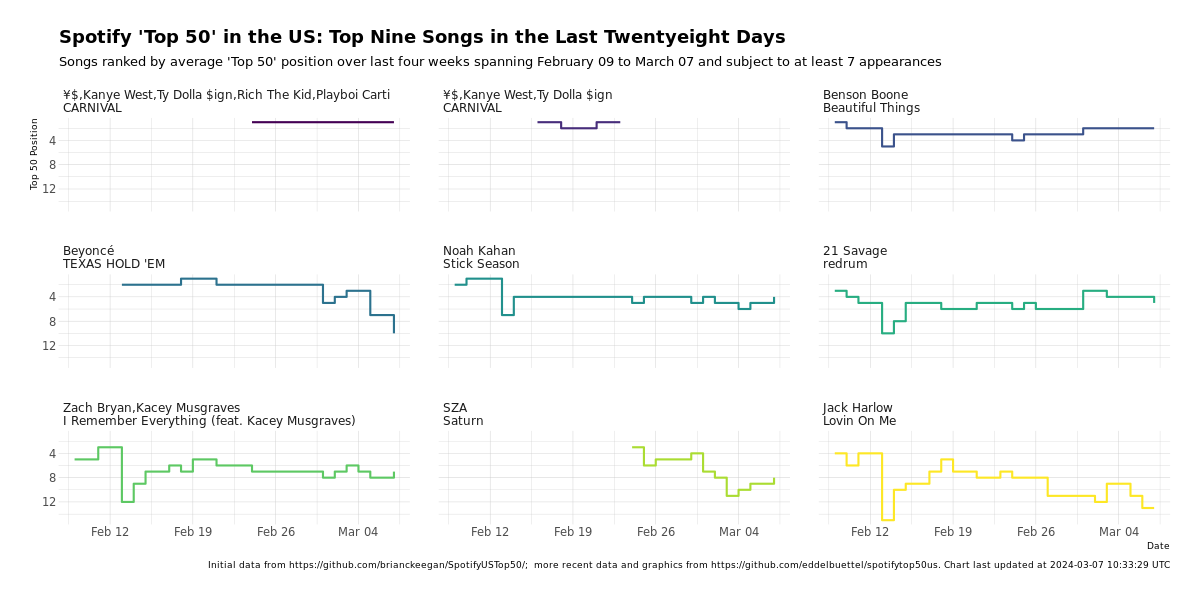 Spotify 'Top 50' in the US: Top Nine Songs in the Last Twentyeight Days
Songs ranked by average 'Top 50' position over last four weeks spanning February 09 to March 07 and subject to at least 7 appearances
¥$,Kanye West,Ty Dolla $ign,Rich The Kid,Playboi Carti
CARNIVAL
¥$,Kanye West,Ty Dolla $ign
CARNIVAL
Benson Boone
Beautiful Things
Top 50 Position
4
8
12
Beyoncé
TEXAS HOLD 'EM
Noah Kahan
Stick Season
21 Savage
redrum
4
8
12
Zach Bryan,Kacey Musgraves
I Remember Everything (feat. Kacey Musgraves)
SZA
Saturn
Jack Harlow
Lovin On Me
4
8
12
Feb 12 Feb 19 Feb 26 Mar 04
Feb 12 Feb 19 Feb 26 Mar 04
Feb 12 Feb 19 Feb 26 Mar 04
Date
Initial data from https://github.com/brianckeegan/SpotifyUSTop50/; more recent data and graphics from https://github.com/eddelbuettel/spotifytop50us. Chart last updated at 2024-03-07 10:33:29 UTC